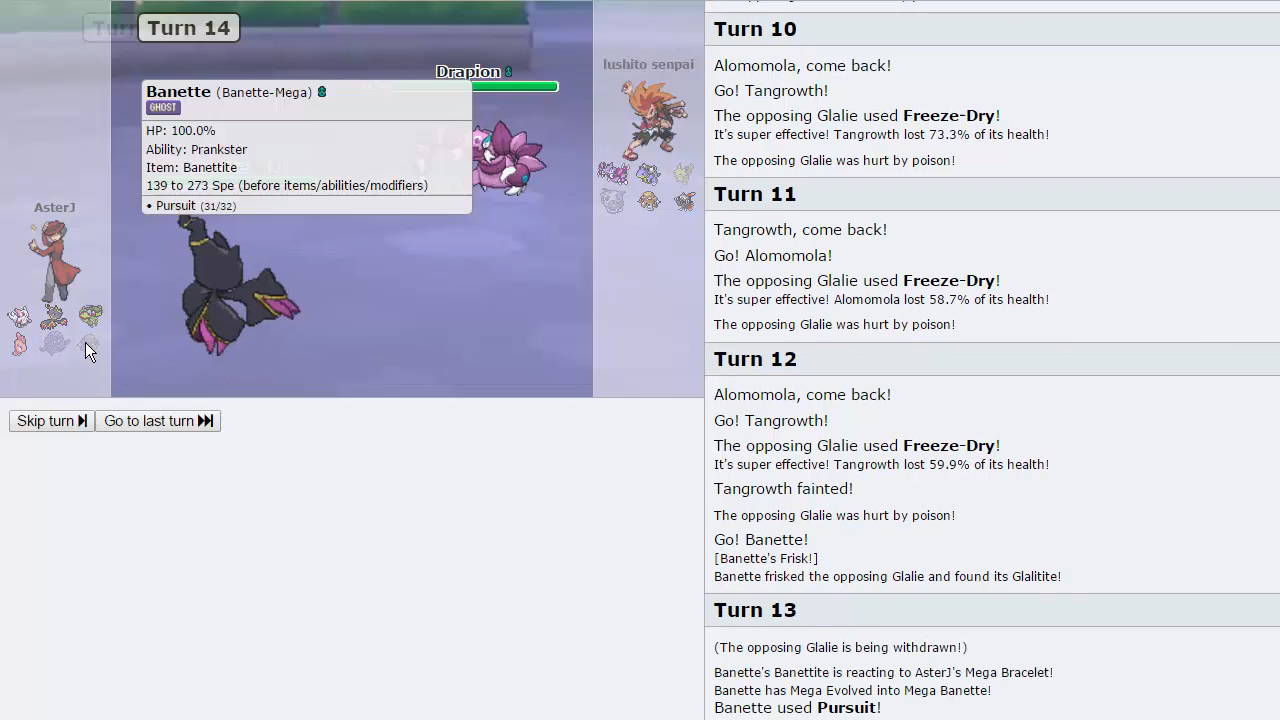 Turn 14
Drapion
Banette (Banette-Mega)
GHOST
HP: 100.0%
Ability: Prankster
Item: Banettite
139 to 273 Spe (before items/abilities/modifiers)
• Pursuit (31/32)
AsterJ
lushito senpai
Skip turn
Go to last turn
Turn 10
Alomomola, come back!
Go! Tangrowth!
The opposing Glalie used Freeze-Dry!
It's super effective! Tangrowth lost 73.3% of its health!
The opposing Glalie was hurt by poison!
Turn 11
Tangrowth, come back!
Go! Alomomola!
The opposing Glalie used Freeze-Dry!
It's super effective! Alomomola lost 58.7% of its health!
The opposing Glalie was hurt by poison!
Turn 12
Alomomola, come back!
Go! Tangrowth!
The opposing Glalie used Freeze-Dry!
It's super effective! Tangrowth lost 59.9% of its health!
Tangrowth fainted!
The opposing Glalie was hurt by poison!
Go! Banette!
[Banette's Frisk!]
Banette frisked the opposing Glalie and found its Glalitite!
Turn 13
(The opposing Glalie is being withdrawn!)
Banette's Banettite is reacting to AsterJ's Mega Bracelet!
Banette has Mega Evolved into Mega Banette!
Banette used Pursuit!